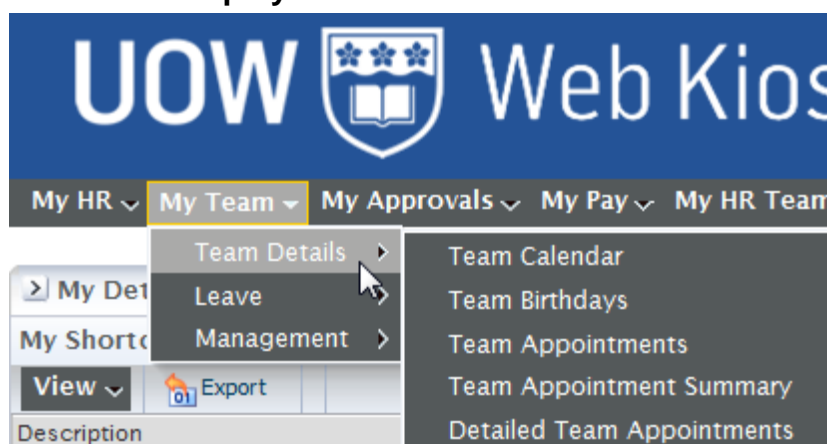 UOW Web Kios
My HR My Team My Approvals My Pay My HR Team
Team Details
Leave
Management
Team Calendar
Team Birthdays
Team Appointments
Team Appointment Summary
Detailed Team Appointments
My Det
My Shorto
View
Export
Description